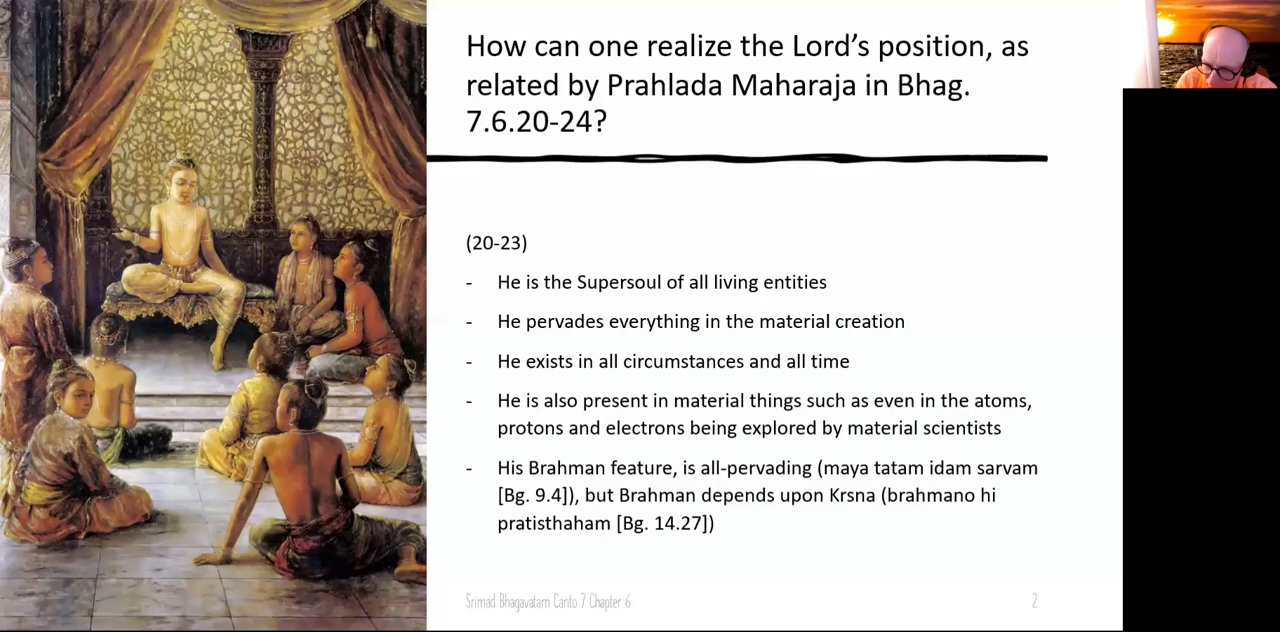 How can one realize the Lord’s position, as
related by Prahlada Maharaja in Bhag.
7.6.20-24?
(20-23)
- He is the Supersoul of all living entities
- He pervades everything in the material creation
- He exists in all circumstances and all time
- He is also present in material things such as even in the atoms,
protons and electrons being explored by material scientists
- His Brahman feature, is all-pervading (maya tatam idam sarvam
[Bg. 9.4]), but Brahman depends upon Krsna (brahmano hi
pratisthaham [Bg. 14.27])
Srimad Bhagavatam Canto 7 Chapter 6
2